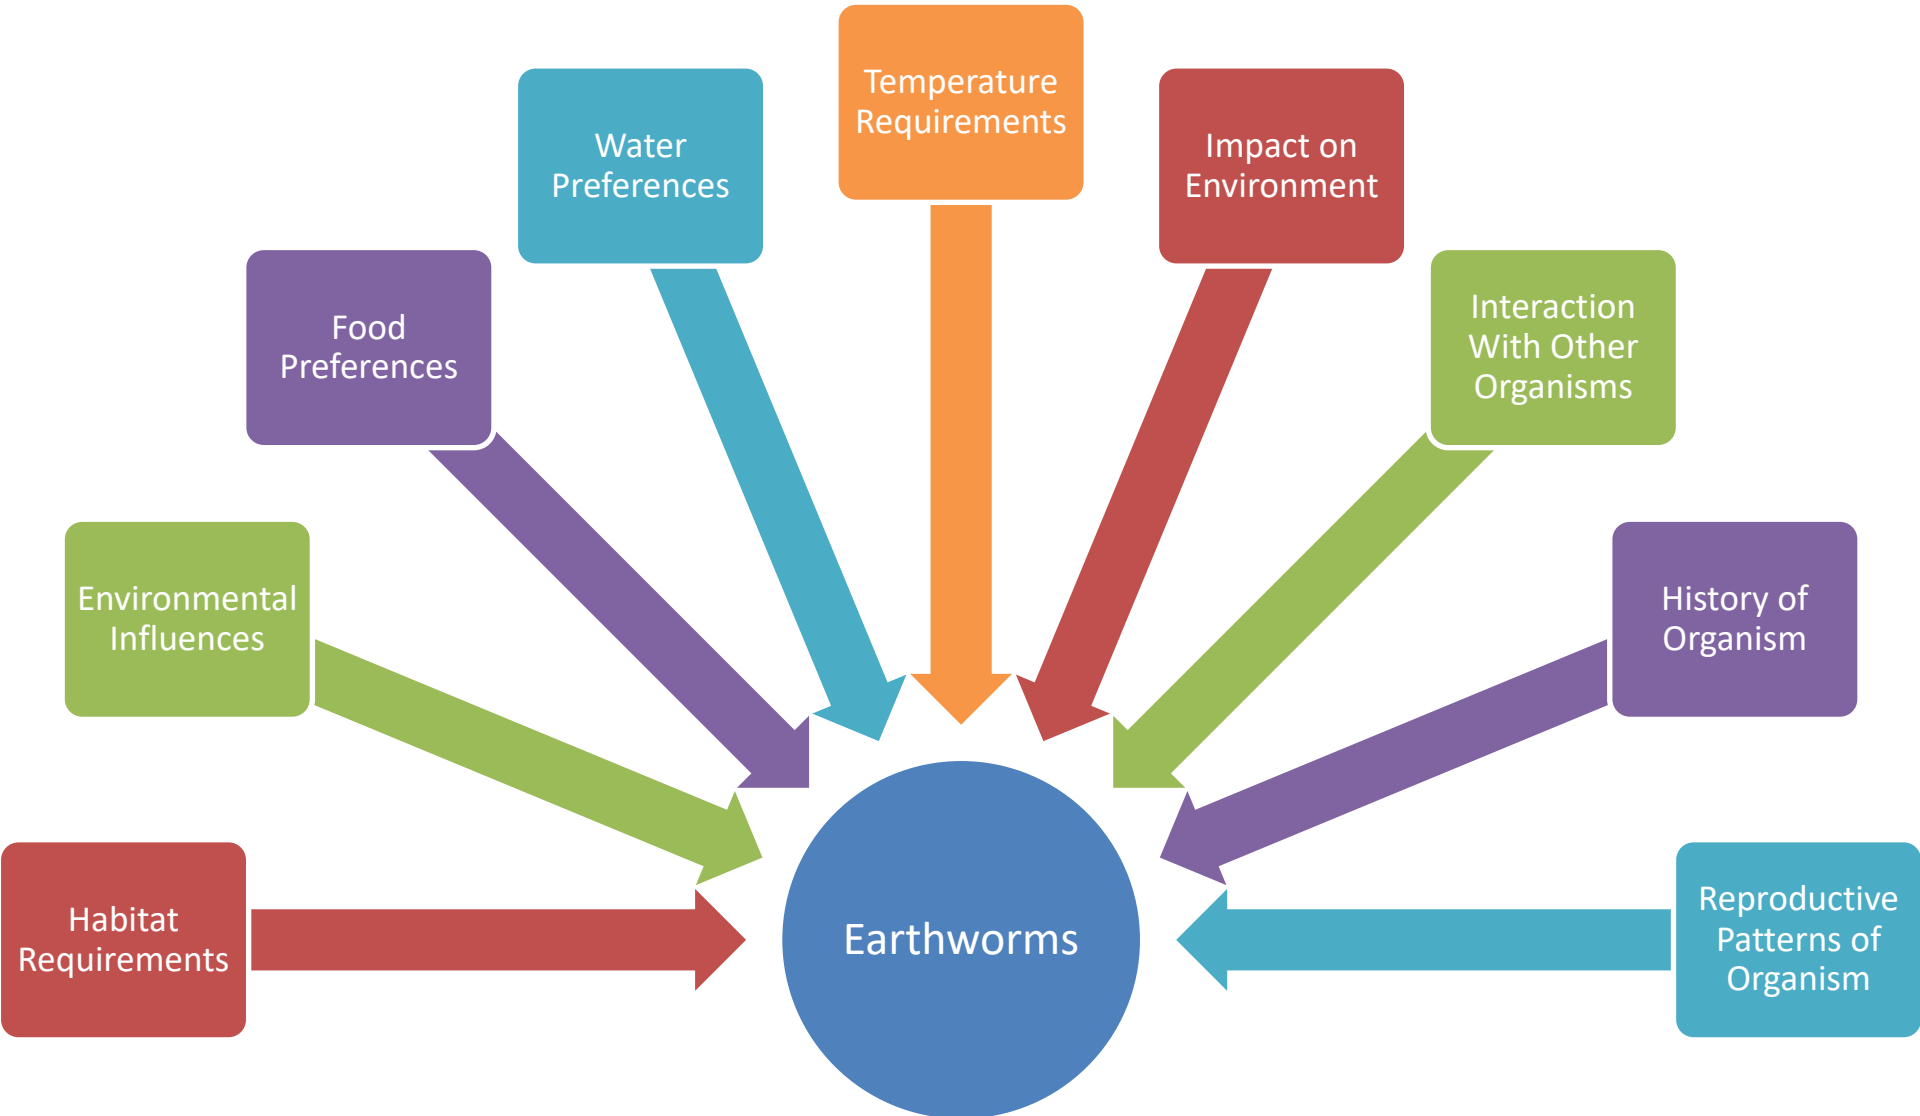 Temperature
Requirements
Water
Preferences
Impact on
Environment
Food
Preferences
Interaction
With Other
Organisms
Environmental
Influences
History of
Organism
Habitat
Requirements
Earthworms
Reproductive
Patterns of
Organism